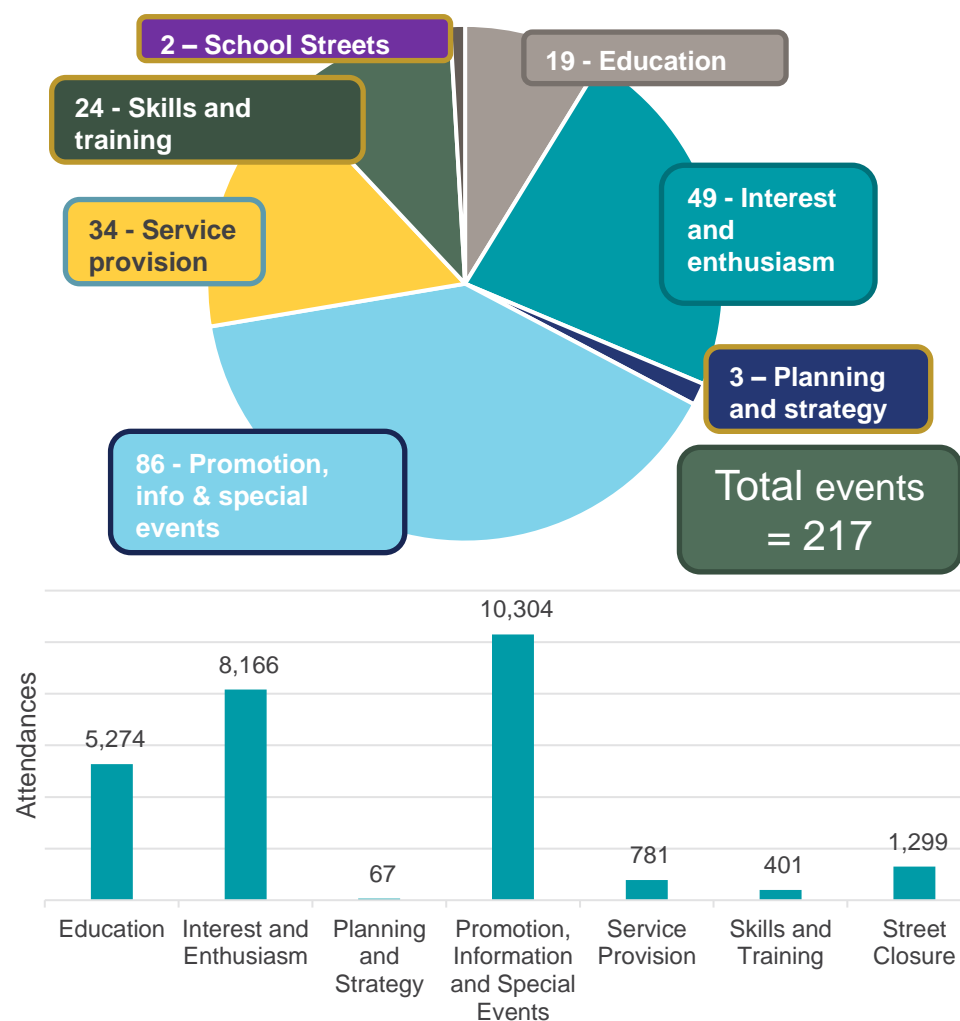 2 – School Streets
19 - Education
24 - Skills and
training
49 - Interest
and
enthusiasm
34 - Service
provision
3 – Planning
and strategy
86 - Promotion,
info & special
events
Total events
= 217
Attendances
5,274
8,166
67
10,304
781
401
1,299
Education
Interest and
Enthusiasm
Planning
and
Strategy
Promotion,
Information
and Special
Events
Service
Provision
Skills and
Training
Street
Closure